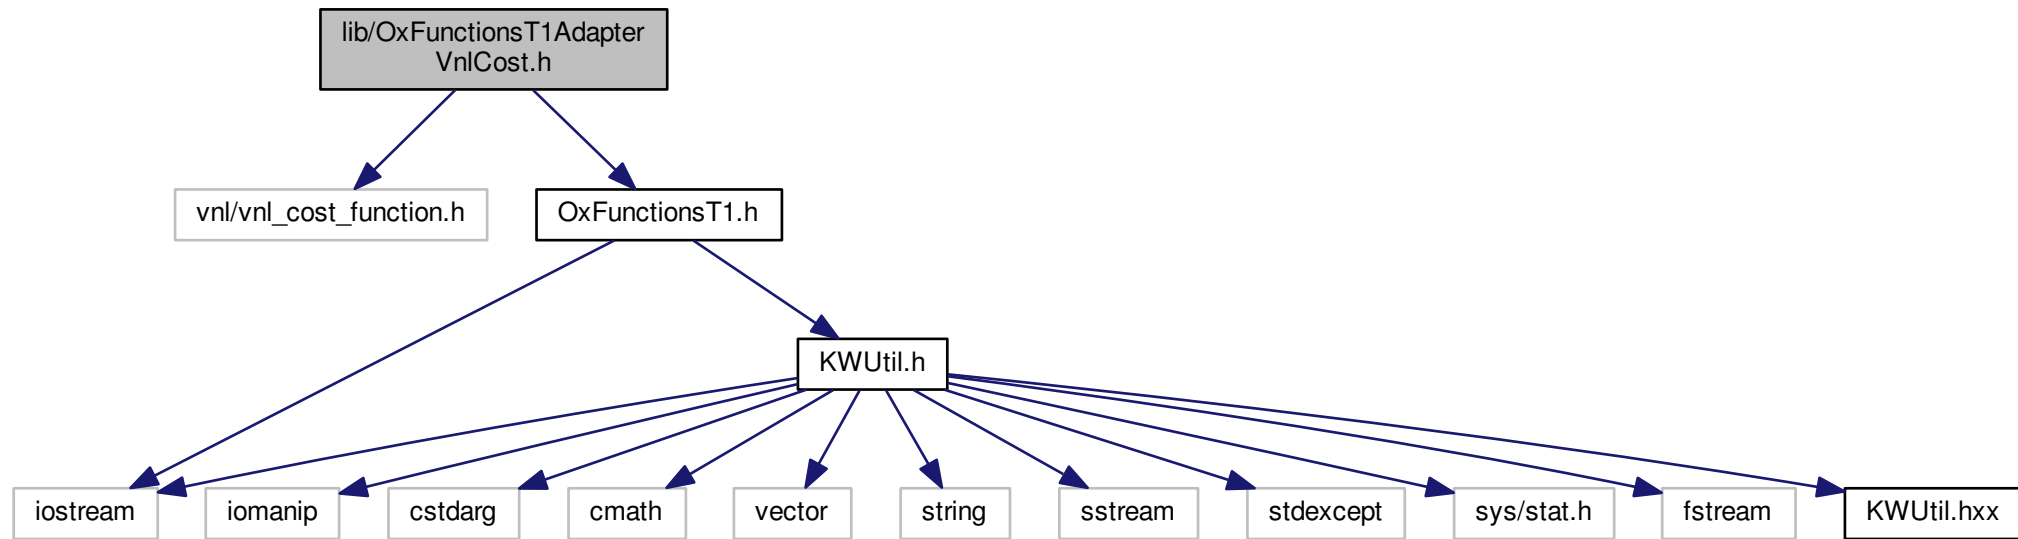 lib/OxFunctionsT1Adapter
VnlCost.h
vnl/vnl_cost_function.h
OxFunctionsT1.h
KWUtil.h
iostream
iomanip
cstdarg
cmath
vector
string
sstream
stdexcept
sys/stat.h
fstream
KWUtil.hxx